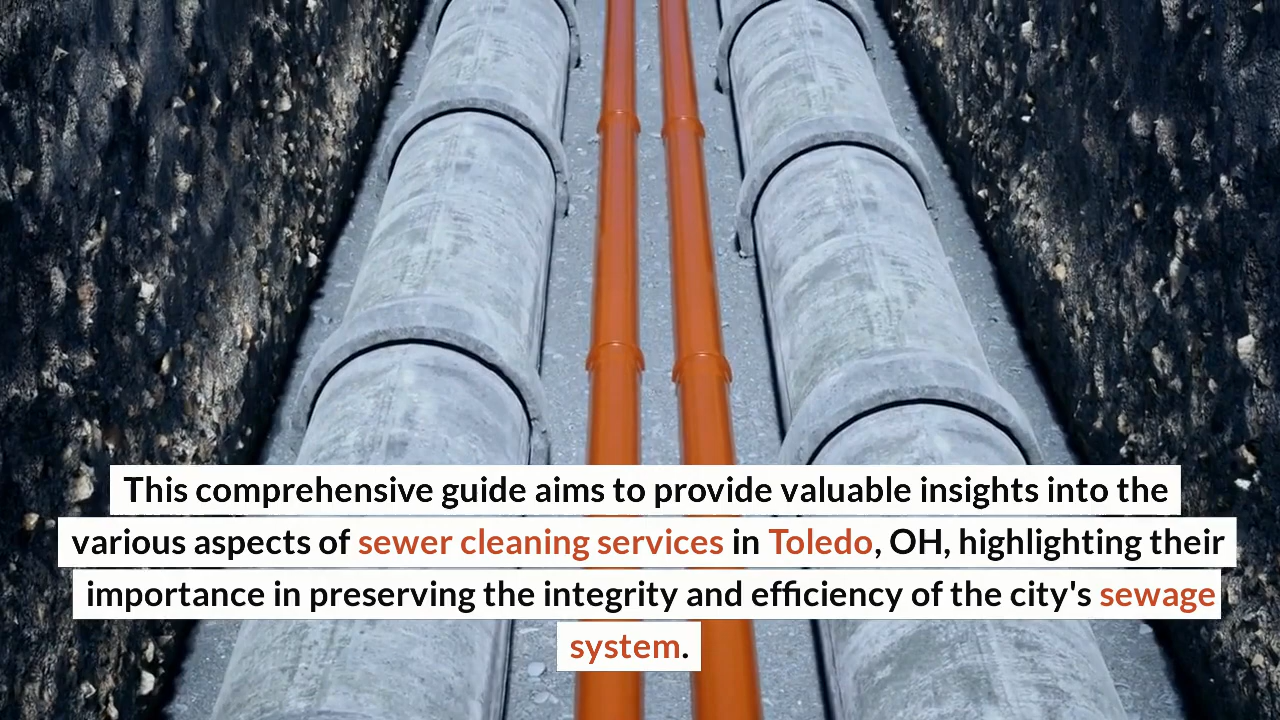 This comprehensive guide aims to provide valuable insights into the
various aspects of sewer cleaning services in Toledo, OH, highlighting their
importance in preserving the integrity and efficiency of the city's sewage
system.